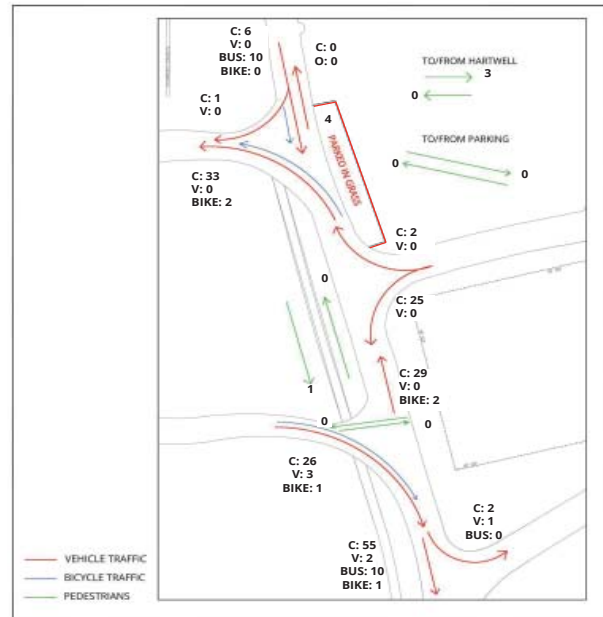 C: 6
V: 0
BUS: 10
BIKE: 0
C: 0
O: 0
TO/FROM HARTWELL
3
0
C: 1
V: 0
4
PARKED IN GRASS
TO/FROM PARKING
0
0
C: 33
V: 0
BIKE: 2
C: 2
V: 0
0
C: 25
V: 0
1
C: 29
V: 0
BIKE: 2
0
0
C: 26
V: 3
BIKE: 1
C: 2
V: 1
BUS: 0
C: 55
V: 2
BUS: 10
BIKE: 1
VEHICLE TRAFFIC
BICYCLE TRAFFIC
PEDESTRIANS